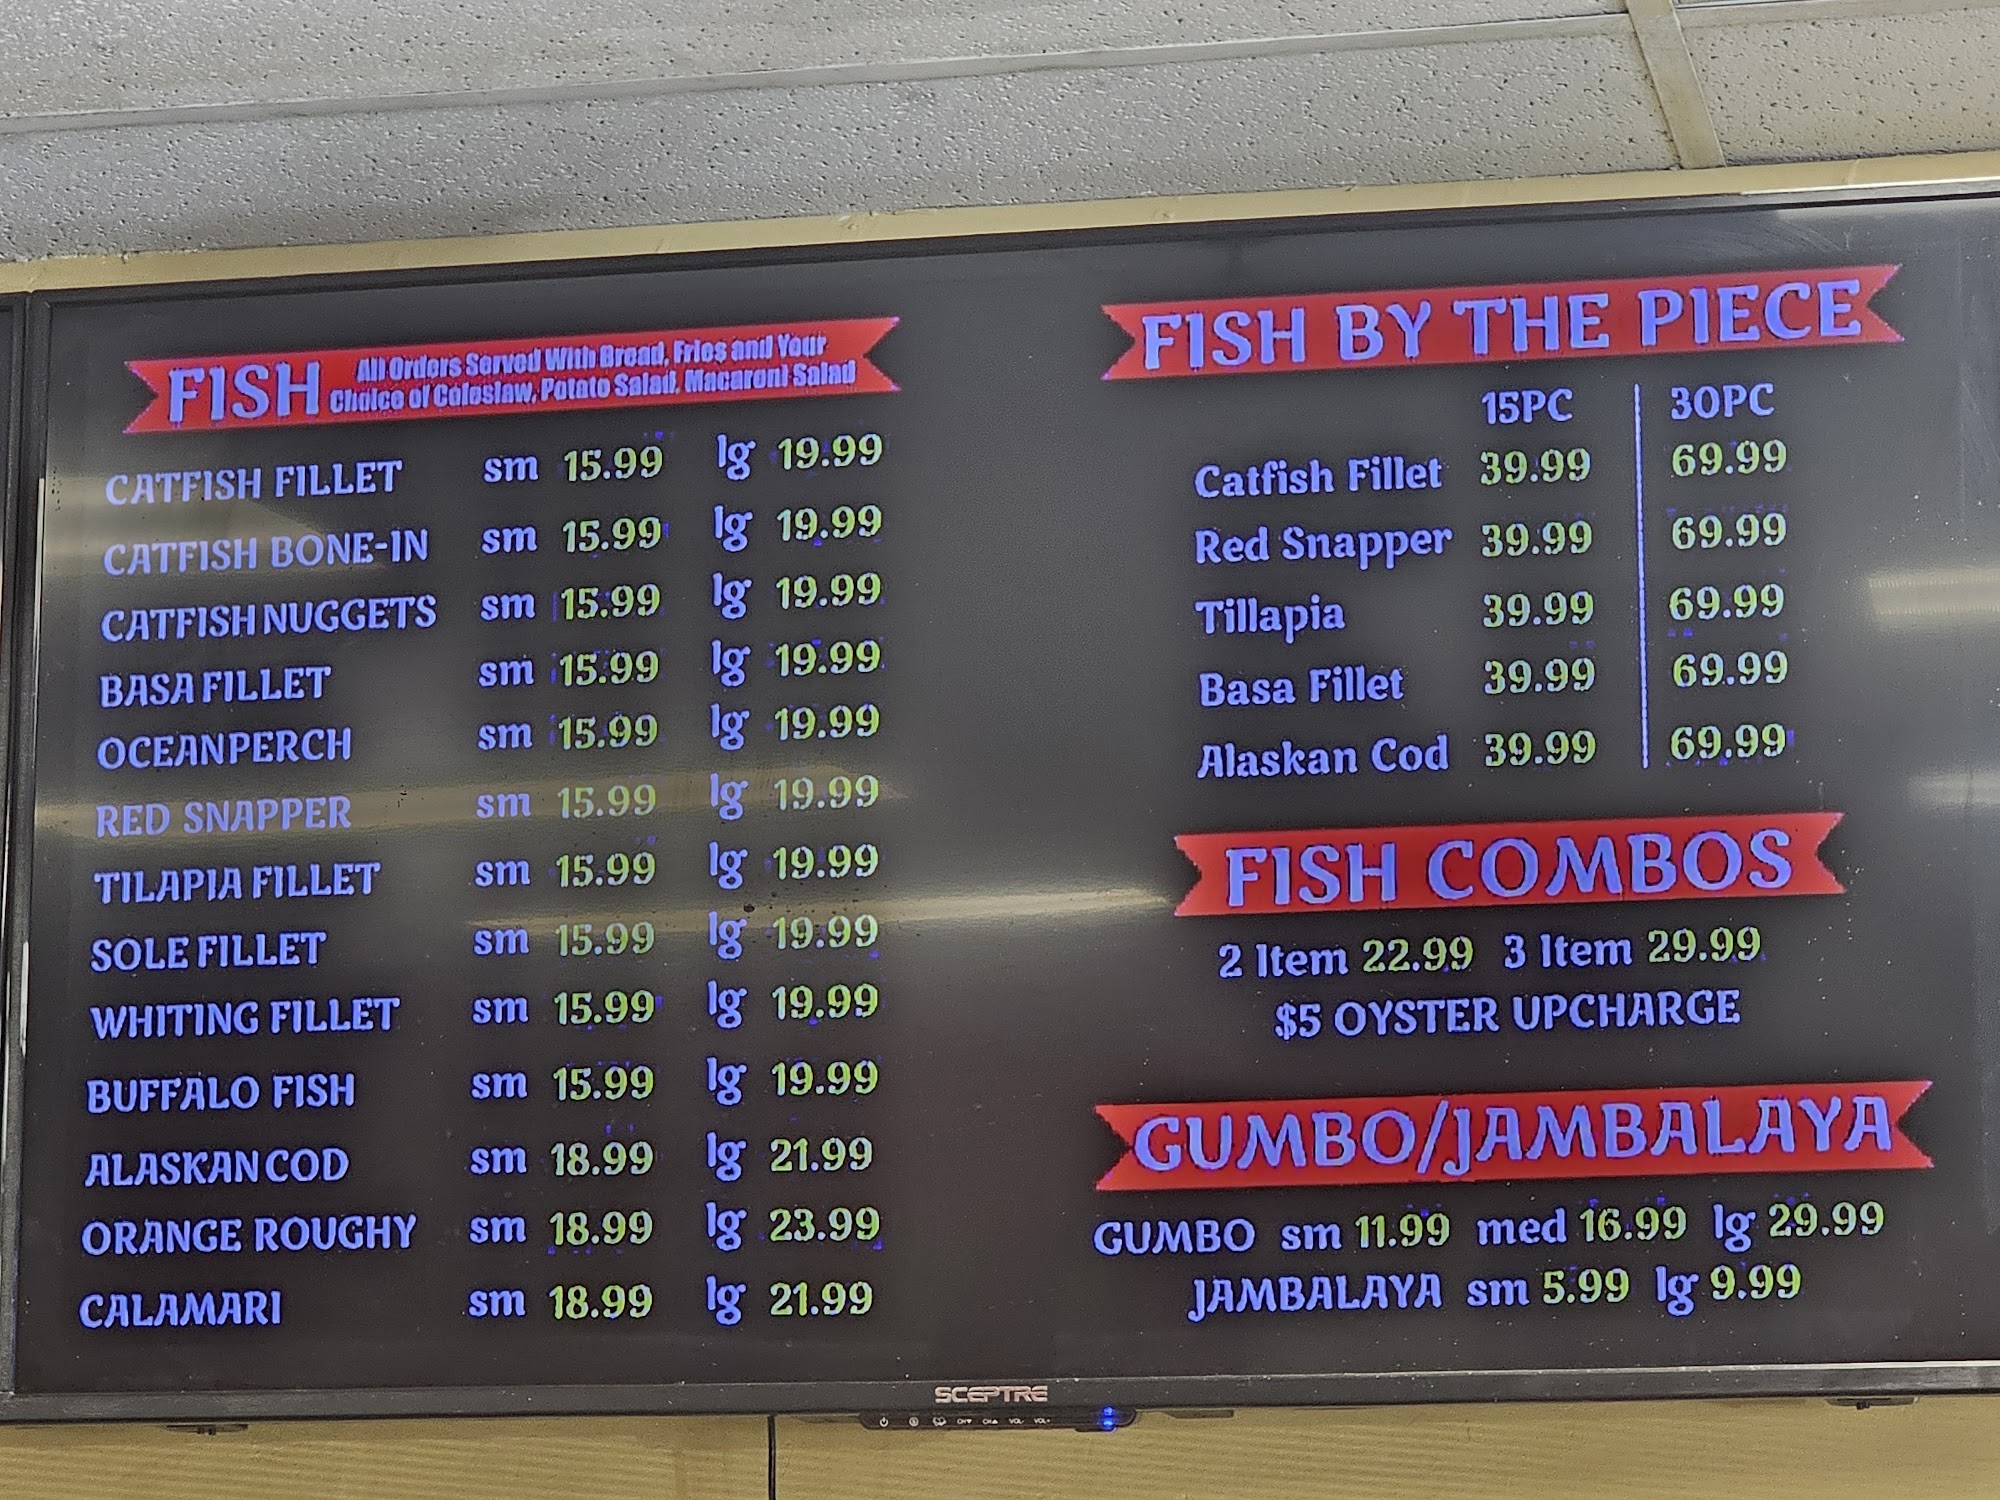 FISH All Orders Served With Bread, Fries and Your
Choice of Coleslaw, Potato Salad, Macaroni Salad
CATFISH FILLET sm 15.99 lg 19.99
CATFISH BONE-IN sm 15.99 lg 19.99
CATFISH NUGGETS sm 15.99 lg 19.99
BASA FILLET sm 15.99 lg 19.99
OCEAN PERCH sm 15.99 lg 19.99
RED SNAPPER sm 15.99 lg 19.99
TILAPIA FILLET sm 15.99 lg 19.99
SOLE FILLET sm 15.99 lg 19.99
WHITING FILLET sm 15.99 lg 19.99
BUFFALO FISH sm 15.99 lg 19.99
ALASKAN COD sm 18.99 lg 21.99
ORANGE ROUGHY sm 18.99 lg 23.99
CALAMARI sm 18.99 lg 21.99
FISH BY THE PIECE
15PC 30PC
Catfish Fillet 39.99 69.99
Red Snapper 39.99 69.99
Tillapia 39.99 69.99
Basa Fillet 39.99 69.99
Alaskan Cod 39.99 69.99
FISH COMBOS
2 Item 22.99 3 Item 29.99
$5 OYSTER UPCHARGE
GUMBO/JAMBALAYA
GUMBO sm 11.99 med 16.99 lg 29.99
JAMBALAYA sm 5.99 lg 9.99
SCEPTRE
CH▼ CH▲ VOL- VOL+